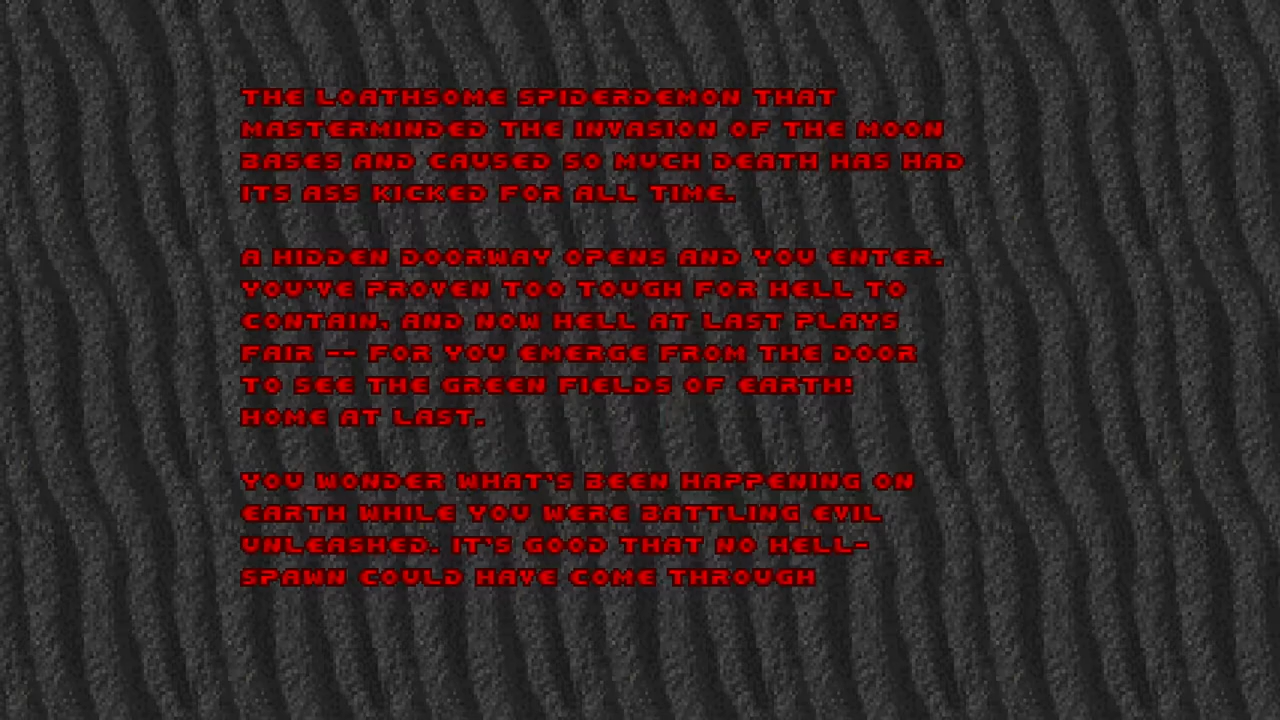 THE LOATHSOME SPIDERDEMON THAT
MASTERMINDED THE INVASION OF THE MOON
BASES AND CAUSED SO MUCH DEATH HAS HAD
ITS ASS KICKED FOR ALL TIME.
A HIDDEN DOORWAY OPENS AND YOU ENTER.
YOU'VE PROVEN TOO TOUGH FOR HELL TO
CONTAIN, AND NOW HELL AT LAST PLAYS
FAIR -- FOR YOU EMERGE FROM THE DOOR
TO SEE THE GREEN FIELDS OF EARTH!
HOME AT LAST.
YOU WONDER WHAT'S BEEN HAPPENING ON
EARTH WHILE YOU WERE BATTLING EVIL
UNLEASHED. IT'S GOOD THAT NO HELL-
SPAWN COULD HAVE COME THROUGH